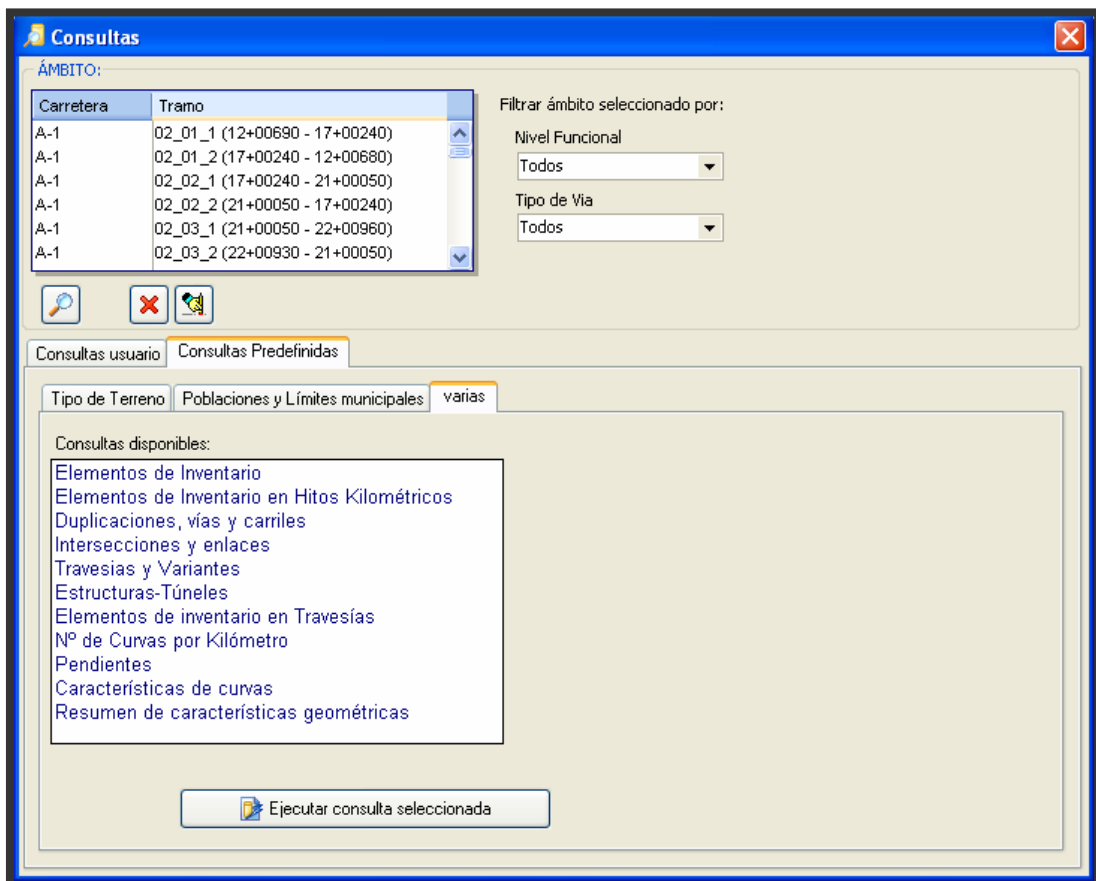 Consultas
ÁMBITO:
Carretera Tramo
A-1 02_01_1 (12+00690 - 17+00240)
A-1 02_01_2 (17+00240 - 12+00680)
A-1 02_02_1 (17+00240 - 21+00050)
A-1 02_02_2 (21+00050 - 17+00240)
A-1 02_03_1 (21+00050 - 22+00960)
A-1 02_03_2 (22+00930 - 21+00050)
Filtrar ámbito seleccionado por:
Nivel Funcional
Todos
Tipo de Via
Todos
Consultas usuario Consultas Predefinidas
Tipo de Terreno Poblaciones y Límites municipales varias
Consultas disponibles:
Elementos de Inventario
Elementos de Inventario en Hitos Kilométricos
Duplicaciones, vías y carriles
Intersecciones y enlaces
Travesias y Variantes
Estructuras-Túneles
Elementos de inventario en Travesías
Nº de Curvas por Kilómetro
Pendientes
Características de curvas
Resumen de características geométricas
Ejecutar consulta seleccionada